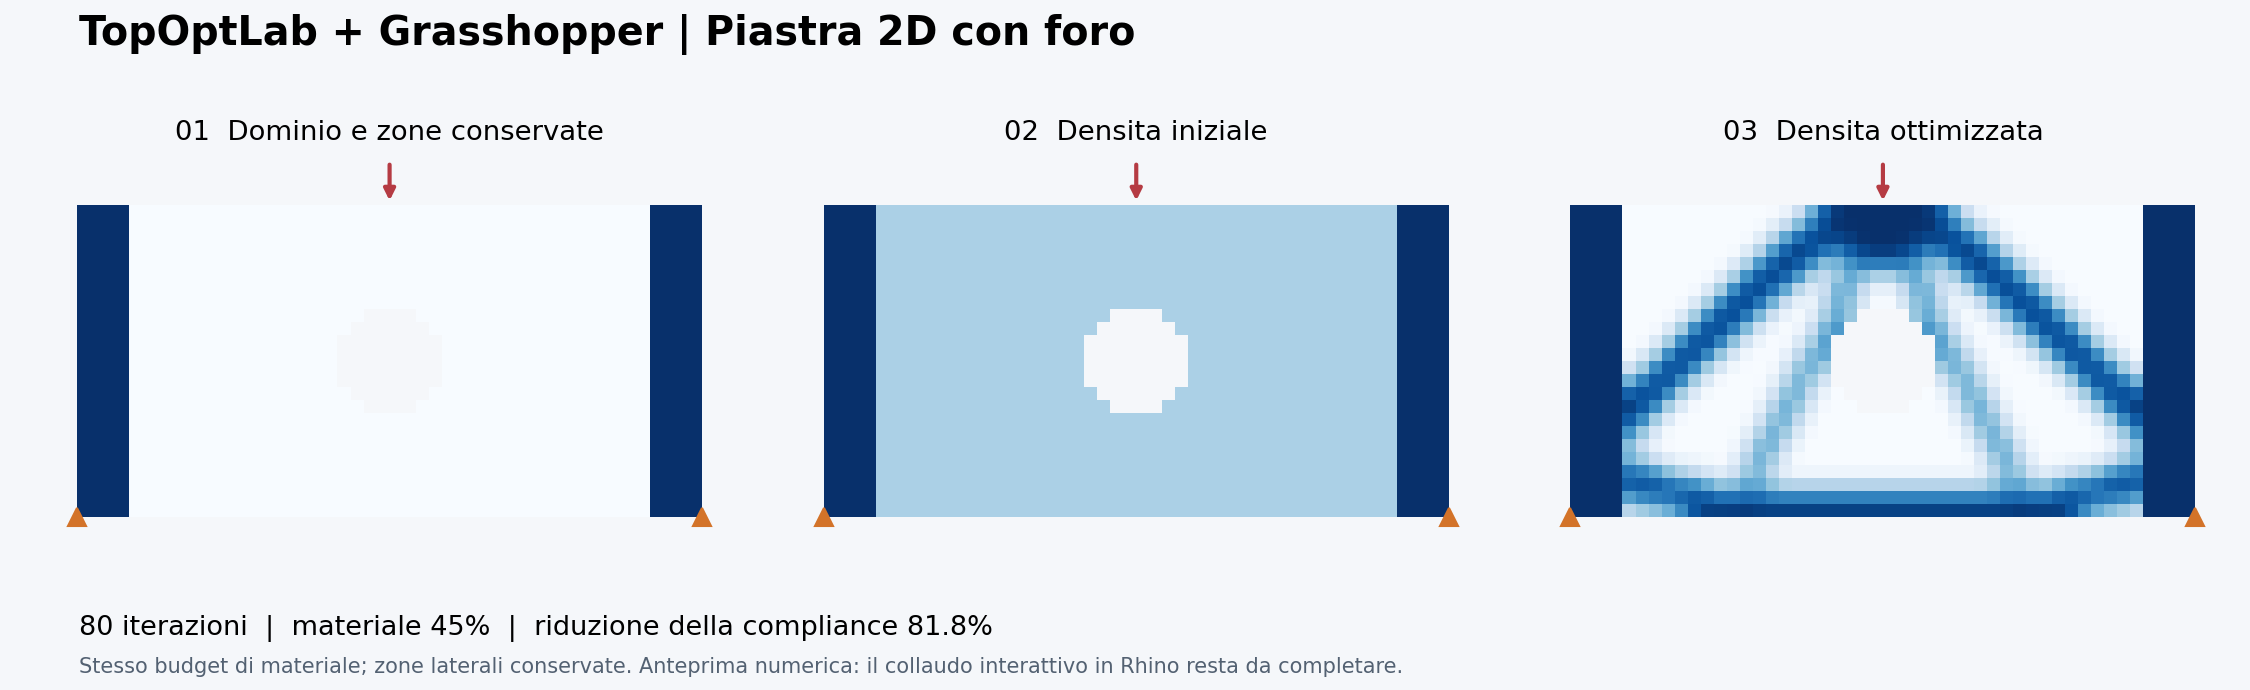 TopOptLab + Grasshopper | Piastra 2D con foro
01  Dominio e zone conservate
02  Densita iniziale
03  Densita ottimizzata
80 iterazioni  |  materiale 45%  |  riduzione della compliance 81.8%
Stesso budget di materiale; zone laterali conservate. Anteprima numerica: il collaudo interattivo in Rhino resta da completare.